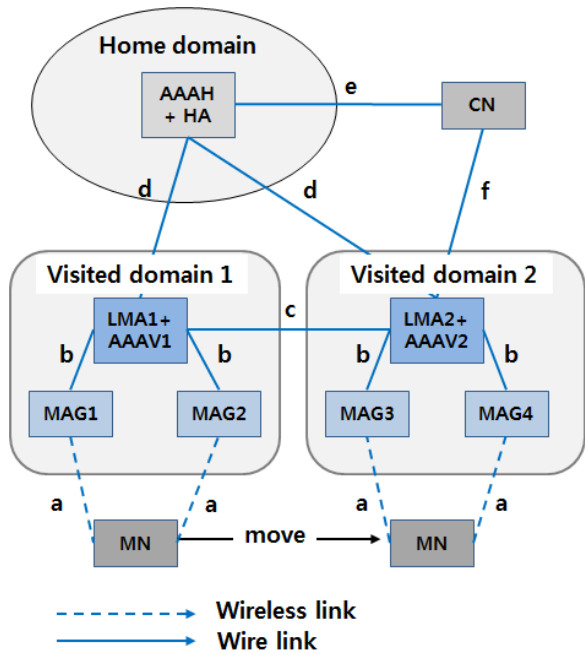 Home domain
AAAH
+ HA
e
CN
d
d
f
Visited domain 1
Visited domain 2
LMA1+
AAAV1
c
LMA2+
AAAV2
b
b
b
b
MAG1
MAG2
MAG3
MAG4
a
a
a
a
MN
move
MN
Wireless link
Wire link